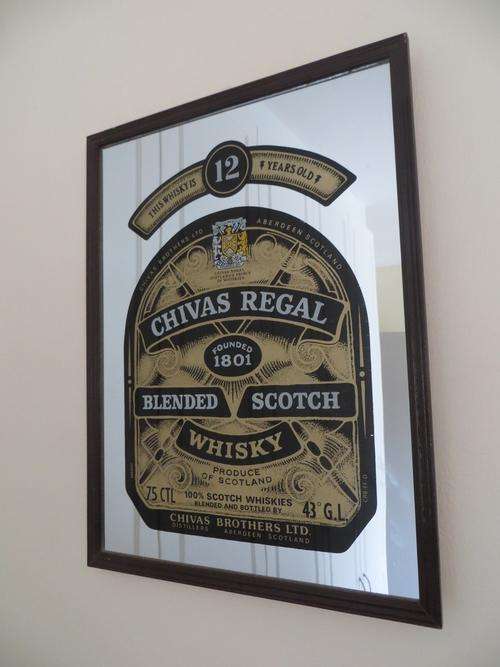 THIS WHISKY IS 12 YEARS OLD
CHIVAS BROTHERS LTD ABERDEEN SCOTLAND
CHIVAS REGAL
FOUNDED
1801
BLENDED SCOTCH
WHISKY
PRODUCE
OF SCOTLAND
75 CTL 100% SCOTCH WHISKIES 43° G.L.
BLENDED AND BOTTLED BY
CHIVAS BROTHERS LTD.
DISTILLERS ABERDEEN SCOTLAND